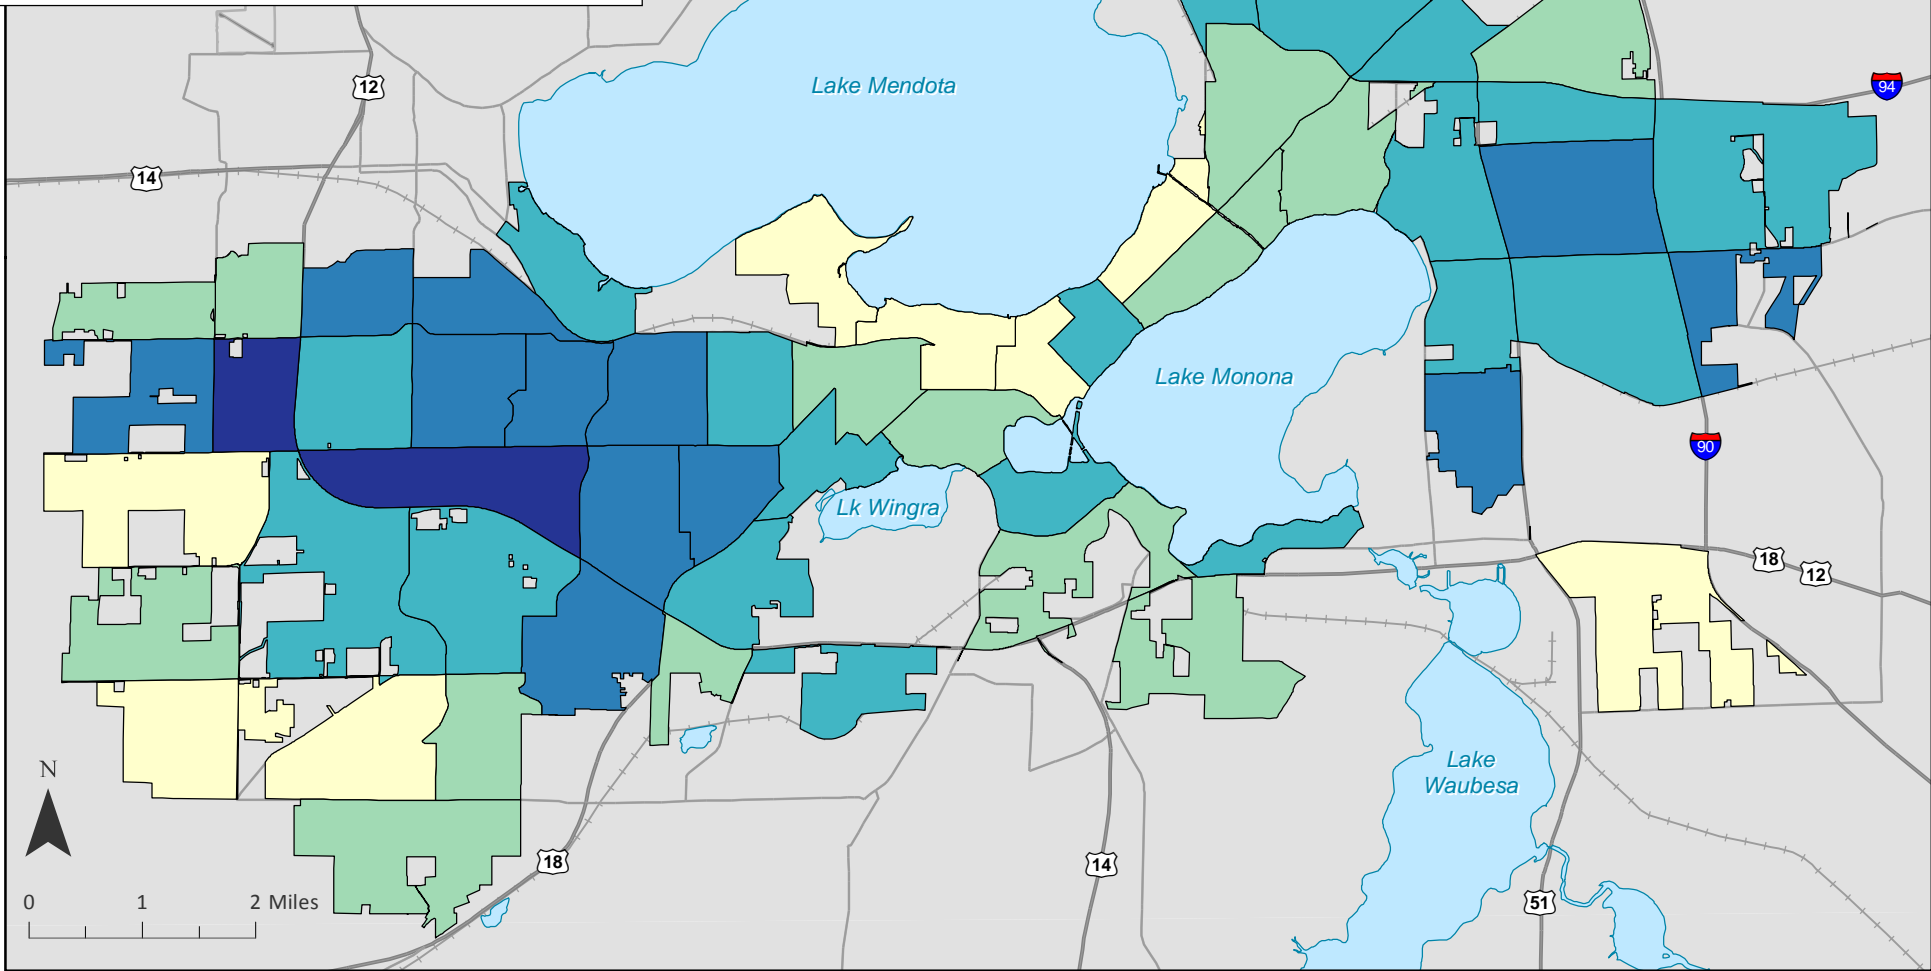 Lake Mendota
12
94
14
Lake Monona
90
Lk Wingra
18
12
Lake
Waubesa
N
18
14
51
0 1 2 Miles